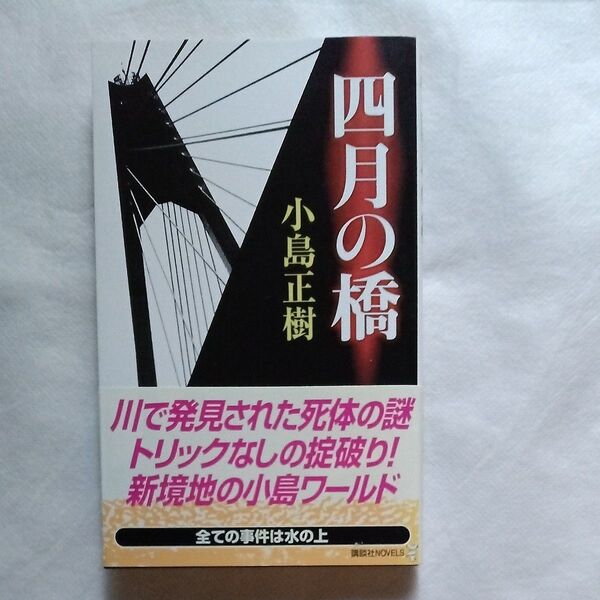 四月の橋
小島正樹
川で発見された死体の謎
トリックなしの掟破り!
新境地の小島ワールド
全ての事件は水の上
講談社NOVELS